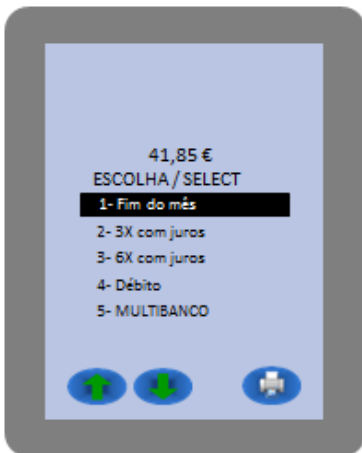 41,85 €
ESCOLHA / SELECT
1- Fim do mês
2- 3X com juros
3- 6X com juros
4- Débito
5- MULTIBANCO